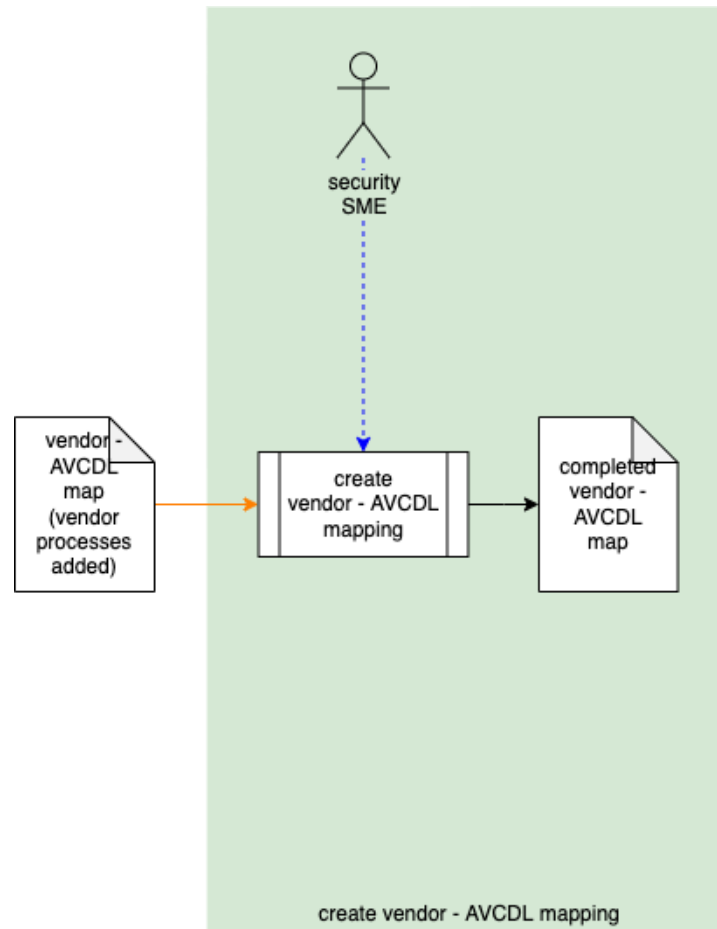 security
SME
vendor -
AVCDL
map
(vendor
processes
added)
create
vendor - AVCDL
mapping
completed
vendor -
AVCDL
map
create vendor - AVCDL mapping